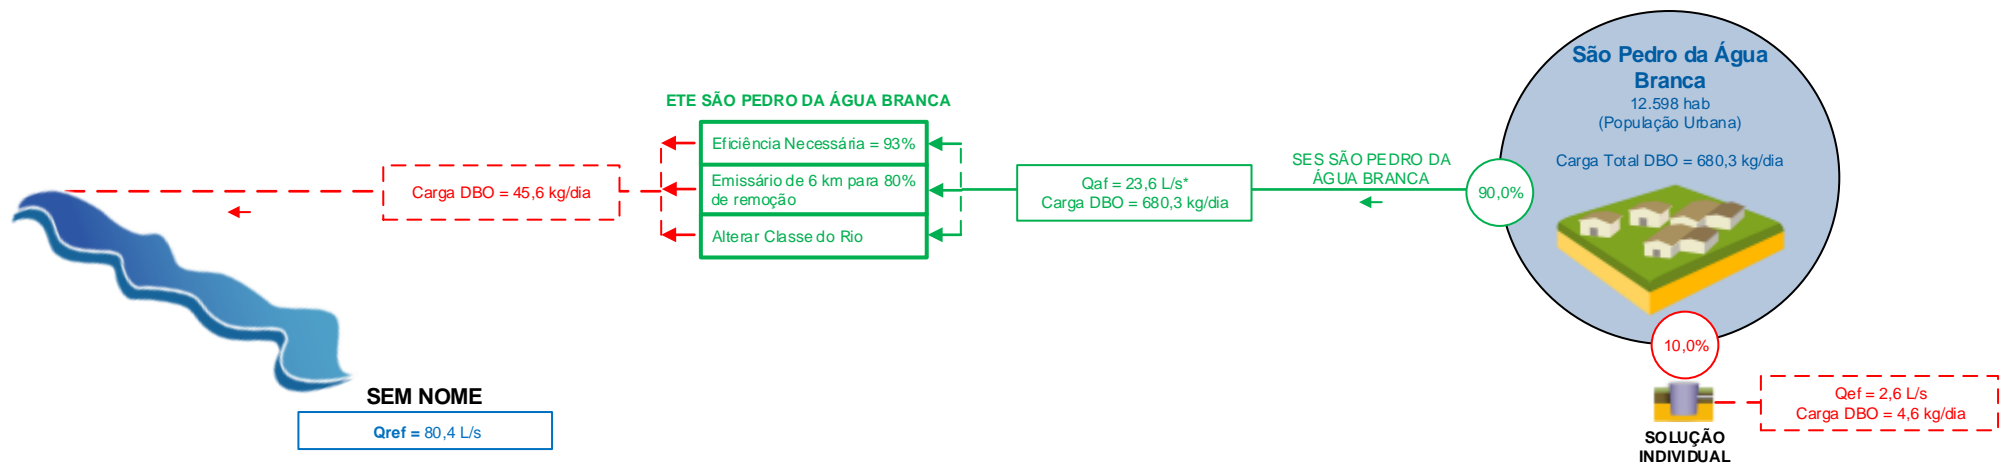 São Pedro da Água
Branca
12.598 hab
(População Urbana)
Carga Total DBO = 680,3 kg/dia
ETE SÃO PEDRO DA ÁGUA BRANCA
Eficiência Necessária = 93%
Emissário de 6 km para 80%
de remoção
Alterar Classe do Rio
Carga DBO = 45,6 kg/dia
Qaf = 23,6 L/s*
Carga DBO = 680,3 kg/dia
SES SÃO PEDRO DA
ÁGUA BRANCA
90,0%
10,0%
SEM NOME
Qref = 80,4 L/s
Qef = 2,6 L/s
Carga DBO = 4,6 kg/dia
SOLUÇÃO
INDIVIDUAL